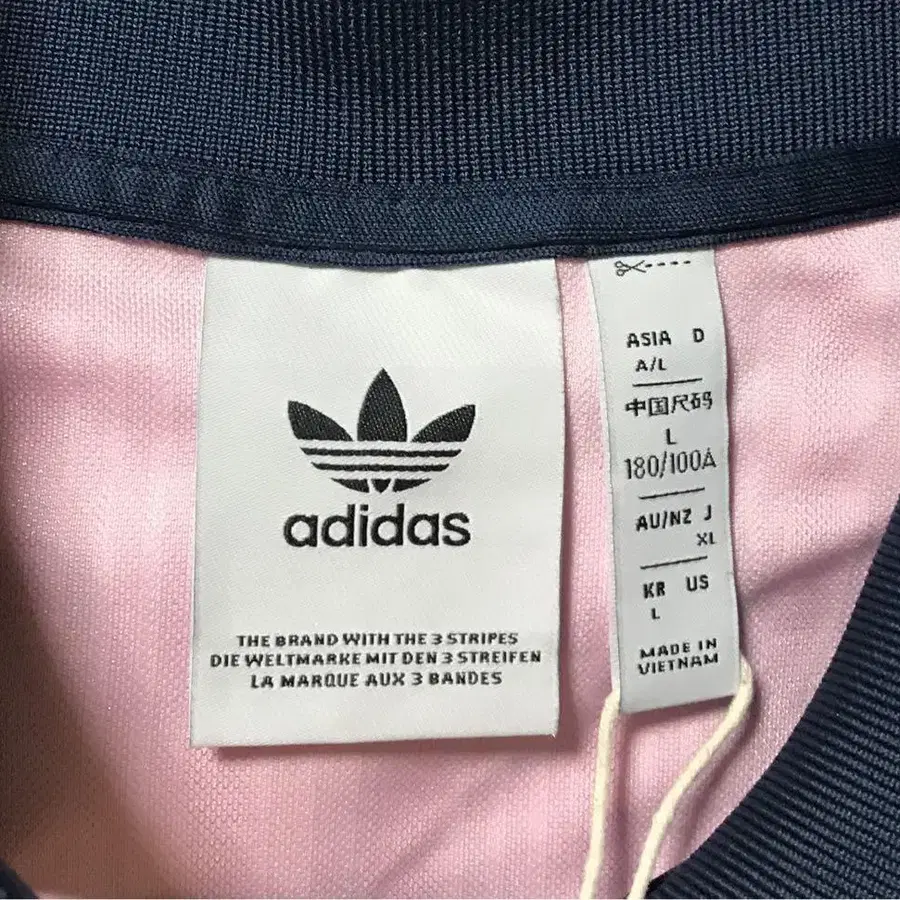 adidas
THE BRAND WITH THE 3 STRIPES
DIE WELTMARKE MIT DEN 3 STREIFEN
LA MARQUE AUX 3 BANDES
ASIA D
A/L
中国尺码
L
180/100A
AU/NZ J
XL
KR US
L
MADE IN
VIETNAM